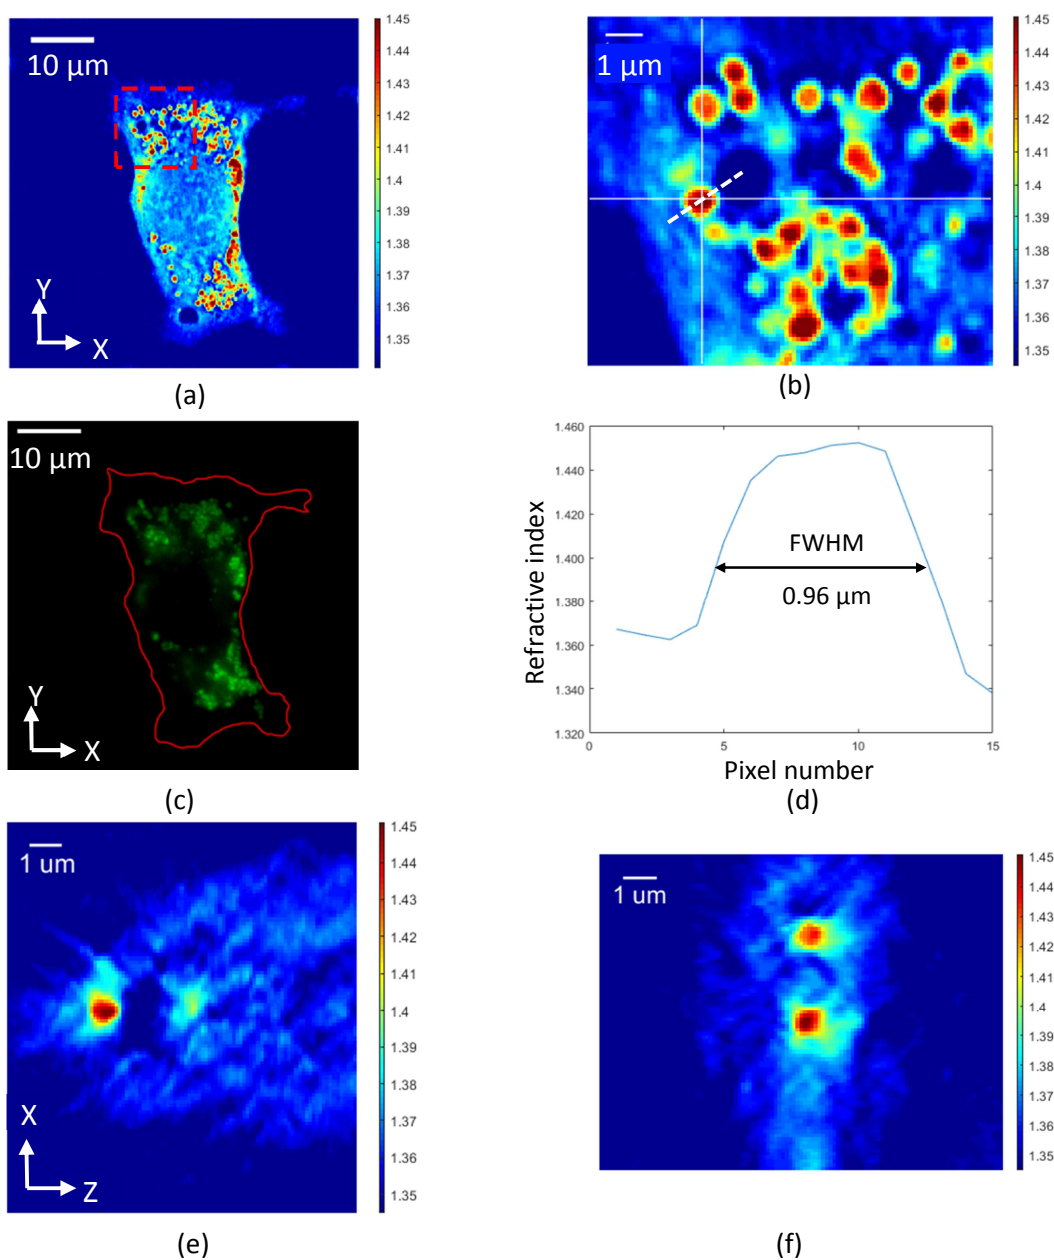 10 μm
1.45
1.44
1.43
1.42
1.41
1.4
1.39
1.38
1.37
1.36
1.35
Y
X
(a)
1 μm
1.45
1.44
1.43
1.42
1.41
1.4
1.39
1.38
1.37
1.36
1.35
(b)
10 μm
Y
X
(c)
Refractive index
1.460
1.440
1.420
1.400
1.380
1.360
1.340
1.320
FWHM
0.96 μm
0 5 10 15
Pixel number
(d)
1 um
1.45
1.44
1.43
1.42
1.41
1.4
1.39
1.38
1.37
1.36
1.35
X
Z
(e)
1 um
1.45
1.44
1.43
1.42
1.41
1.4
1.39
1.38
1.37
1.36
1.35
(f)